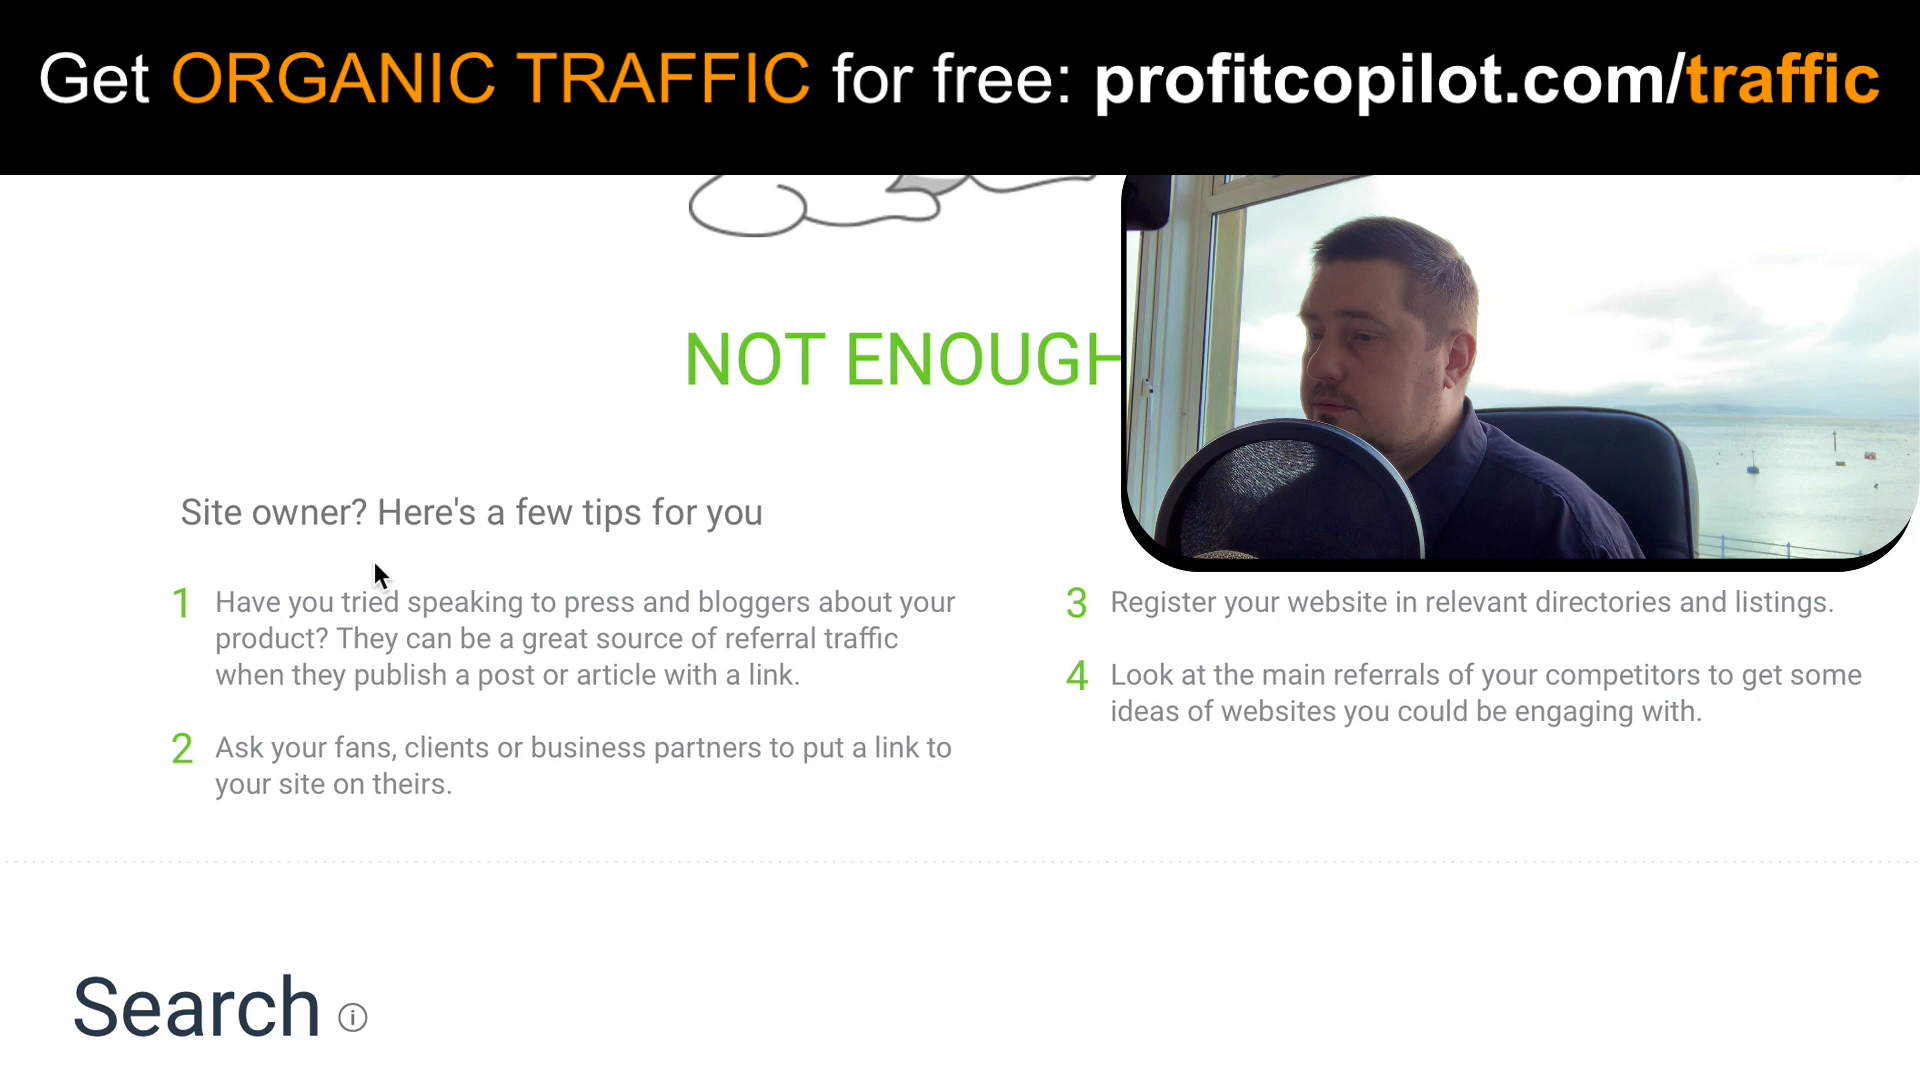 Get ORGANIC TRAFFIC for free: profitcopilot.com/traffic
NOT ENOUGH
Site owner? Here's a few tips for you
1 Have you tried speaking to press and bloggers about your
product? They can be a great source of referral traffic
when they publish a post or article with a link.
2 Ask your fans, clients or business partners to put a link to
your site on theirs.
3 Register your website in relevant directories and listings.
4 Look at the main referrals of your competitors to get some
ideas of websites you could be engaging with.
Search